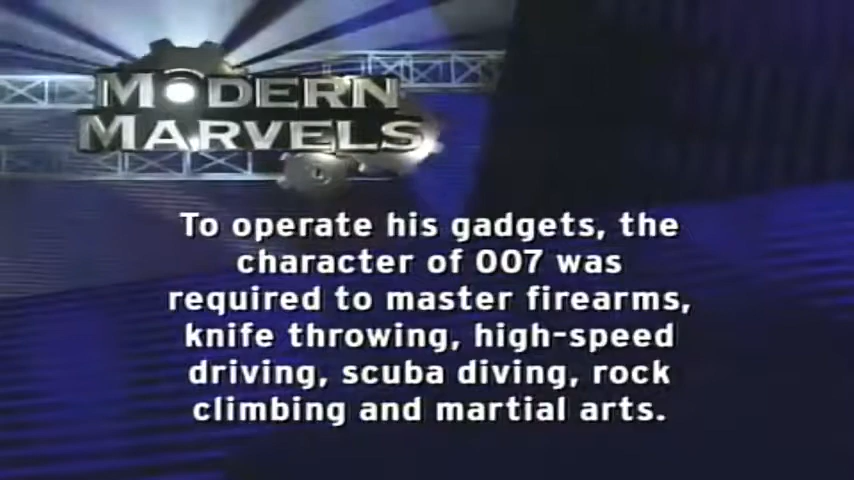 MODERN
MARVELS
To operate his gadgets, the
character of 007 was
required to master firearms,
knife throwing, high-speed
driving, scuba diving, rock
climbing and martial arts.